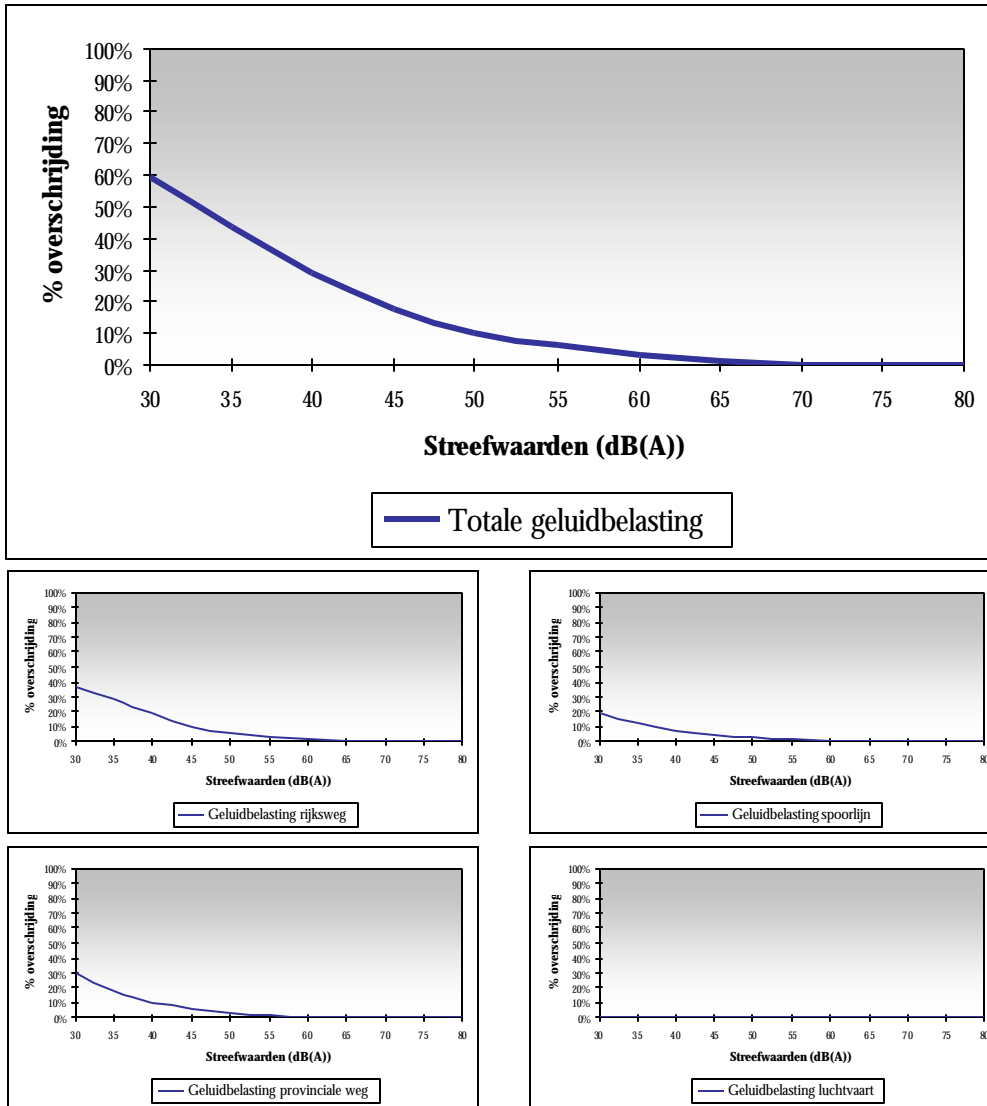 100%
90%
80%
70%
60%
50%
40%
30%
20%
10%
0%
% overschrijding
30 35 40 45 50 55 60 65 70 75 80
Streefwaarden (dB(A))
Totale geluidbelasting
100%
90%
80%
70%
60%
50%
40%
30%
20%
10%
0%
% overschrijding
30 35 40 45 50 55 60 65 70 75 80
Streefwaarden (dB(A))
Geluidbelasting rijksweg
100%
90%
80%
70%
60%
50%
40%
30%
20%
10%
0%
% overschrijding
30 35 40 45 50 55 60 65 70 75 80
Streefwaarden (dB(A))
Geluidbelasting spoorlijn
100%
90%
80%
70%
60%
50%
40%
30%
20%
10%
0%
% overschrijding
30 35 40 45 50 55 60 65 70 75 80
Streefwaarden (dB(A))
Geluidbelasting provinciale weg
100%
90%
80%
70%
60%
50%
40%
30%
20%
10%
0%
% overschrijding
30 35 40 45 50 55 60 65 70 75 80
Streefwaarden (dB(A))
Geluidbelasting luchtvaart